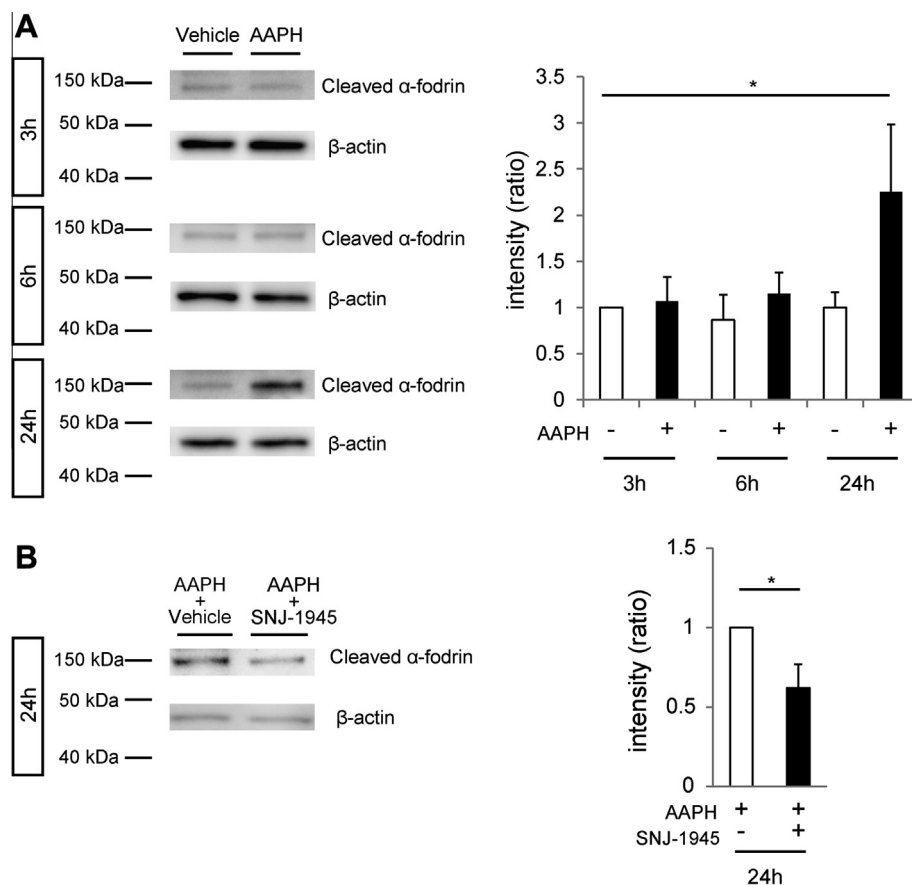 A
Vehicle AAPH
3h
150 kDa
Cleaved α-fodrin
50 kDa
β-actin
40 kDa
6h
150 kDa
Cleaved α-fodrin
50 kDa
β-actin
40 kDa
24h
150 kDa
Cleaved α-fodrin
50 kDa
β-actin
40 kDa
intensity (ratio)
3.5
3
2.5
2
1.5
1
0.5
0
*
AAPH - + - + - +
3h 6h 24h
B
AAPH AAPH
+ +
Vehicle SNJ-1945
24h
150 kDa
Cleaved α-fodrin
50 kDa
β-actin
40 kDa
intensity (ratio)
1.5
1
0.5
0
*
AAPH + +
SNJ-1945 - +
24h